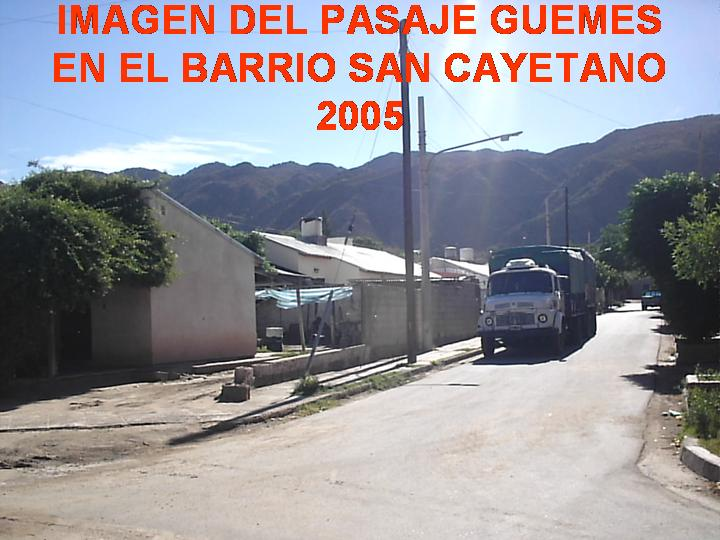 IMAGEN DEL PASAJE GUEMES
EN EL BARRIO SAN CAYETANO
2005